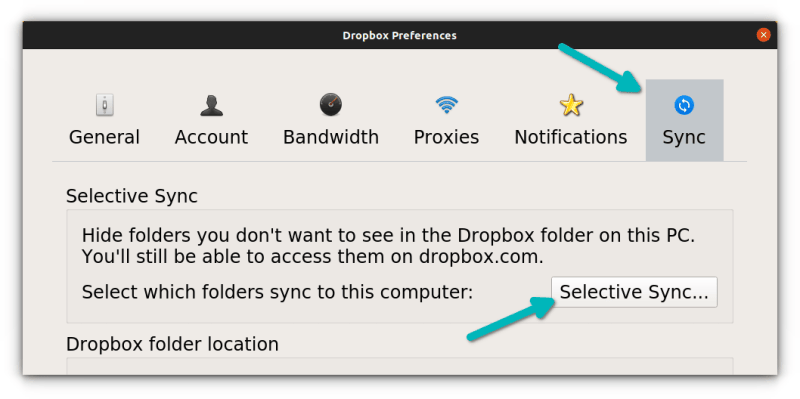 Dropbox Preferences
General Account Bandwidth Proxies Notifications Sync
Selective Sync
Hide folders you don't want to see in the Dropbox folder on this PC.
You'll still be able to access them on dropbox.com.
Select which folders sync to this computer: Selective Sync...
Dropbox folder location